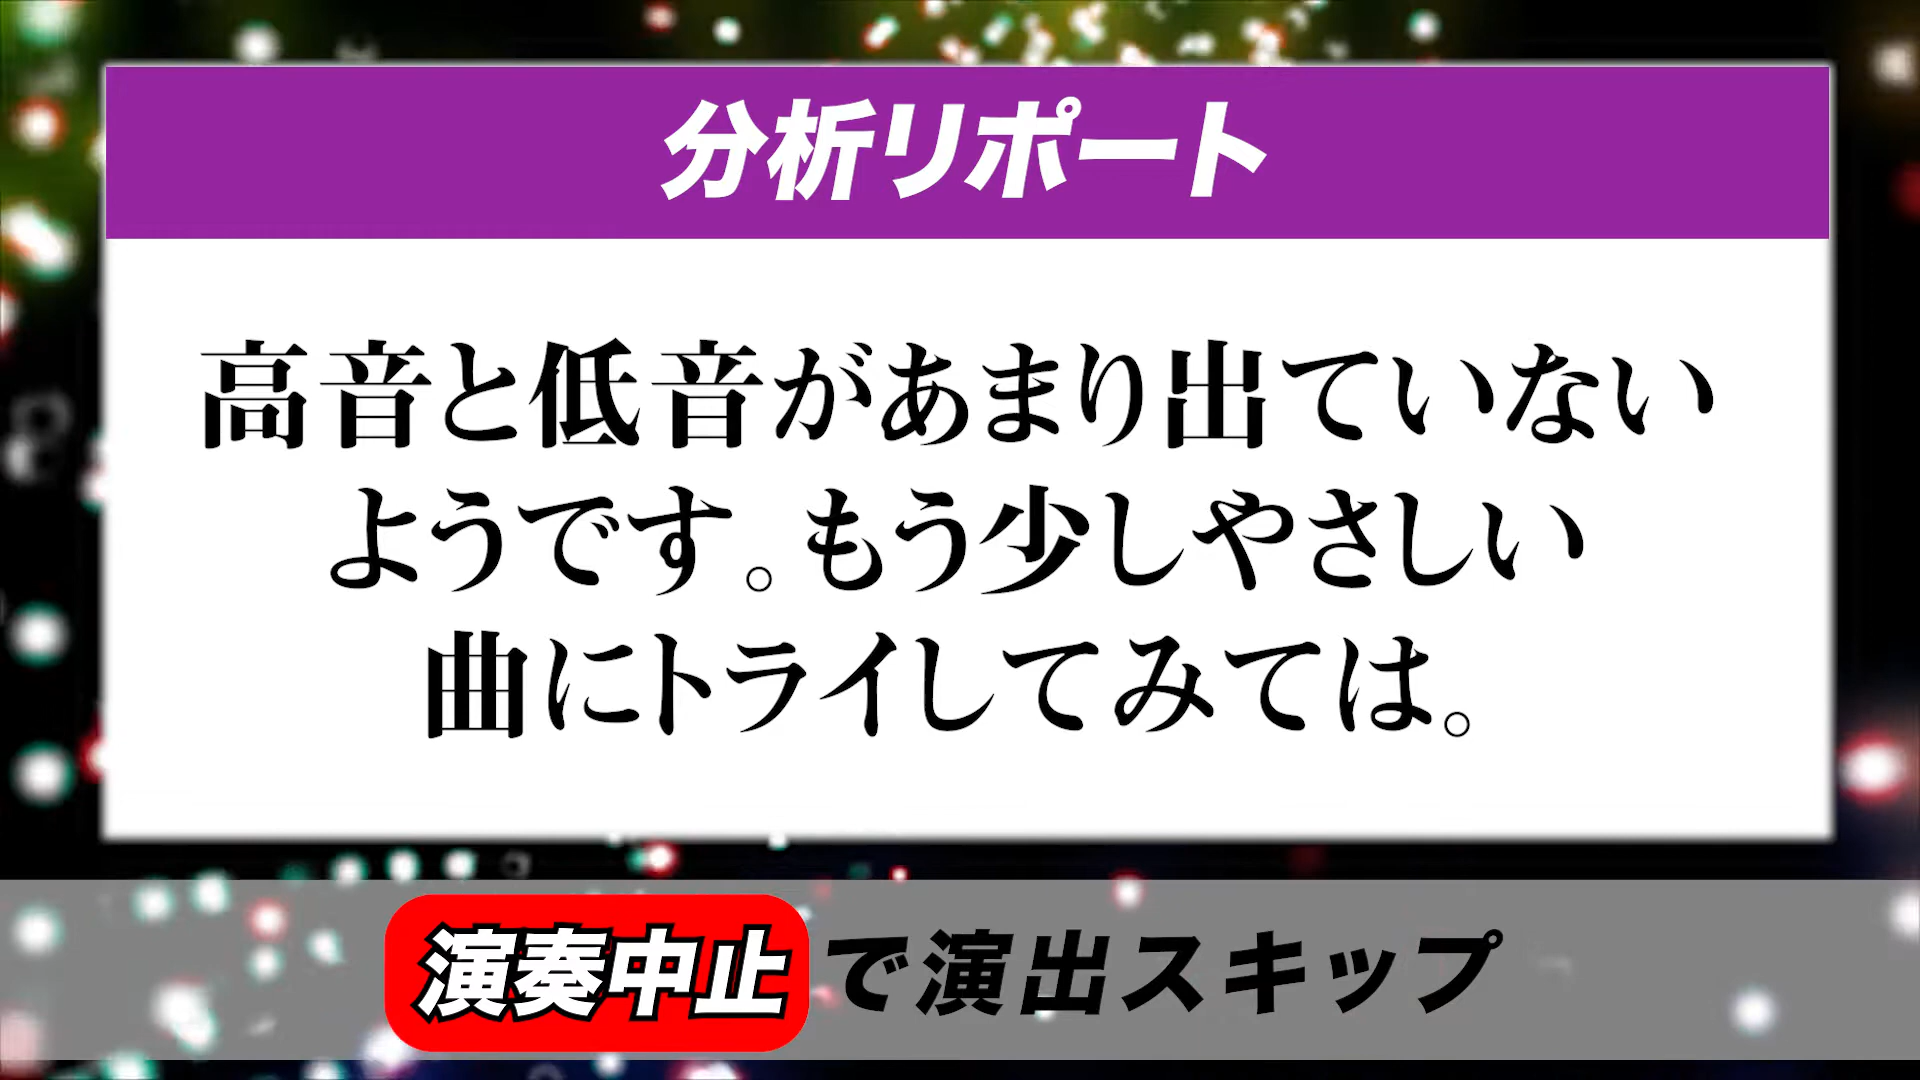 分析リポート
高音と低音があまり出ていない
ようです。もう少しやさしい
曲にトライしてみては。
演奏中止で演出スキップ